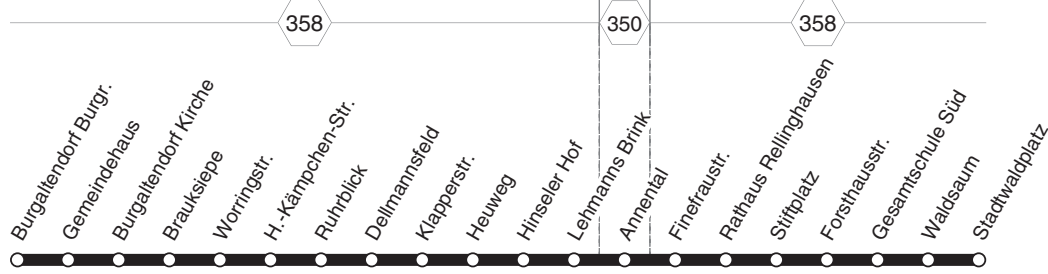 358
350
358
Burgaltendorf Burgr.
Gemeindehaus
Burgaltendorf Kirche
Brauksiepe
Worringstr.
H.-Kämpchen-Str.
Ruhrblick
Dellmannsfeld
Klapperstr.
Heuweg
Hinseler Hof
Lehmanns Brink
Annental
Finefraustr.
Rathaus Rellinghausen
Stiftplatz
Forsthausstr.
Gesamtschule Süd
Waldsaum
Stadtwaldplatz